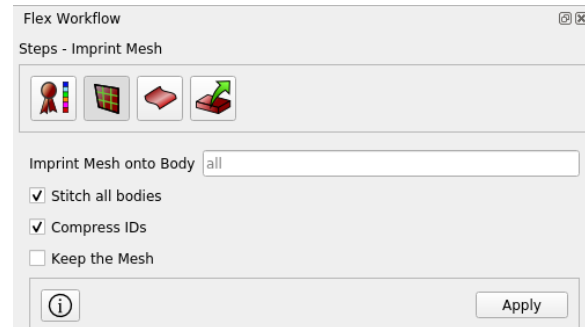 Flex Workflow
Steps - Imprint Mesh
Imprint Mesh onto Body all
Stitch all bodies
Compress IDs
Keep the Mesh
Apply